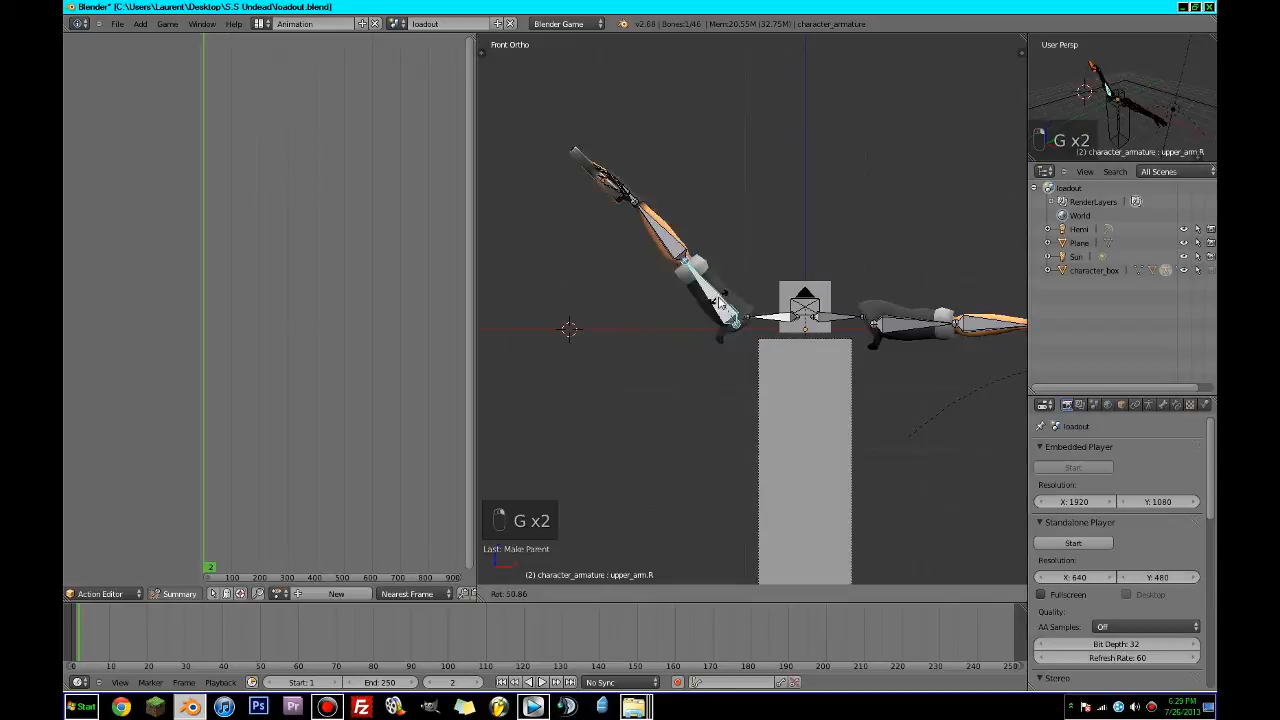 Blender* [C:\Users\Laurent\Desktop\S.S Undead\loadout.blend]
File Add Game Window Help Animation loadout Blender Game v2.68 | Bones:1/46 | Mem:20.55M (32.75M) | character_armature
Front Ortho
User Persp
G x2
(2) character_armature : upper_arm.R
View Search All Scenes
loadout
RenderLayers
World
Hemi
Plane
Sun
character_box
loadout
Embedded Player
Start
Resolution:
X: 1920 Y: 1080
Standalone Player
Start
Resolution:
X: 640 Y: 480
Fullscreen Desktop
Quality:
AA Samples: Off
Bit Depth: 32
Refresh Rate: 60
Stereo
G x2
Last: Make Parent
(2) character_armature : upper_arm.R
2
100 200 300 400 500 600 700 800 900
Action Editor Summary New Nearest Frame Rot: 50.86
0 10 20 30 40 50 60 70 80 90 100 110 120 130 140 150 160 170 180 190 200 210 220 230 240 250
View Marker Frame Playback Start: 1 End: 250 2 No Sync
Start Ps Pr Fz 6:29 PM
7/26/2013